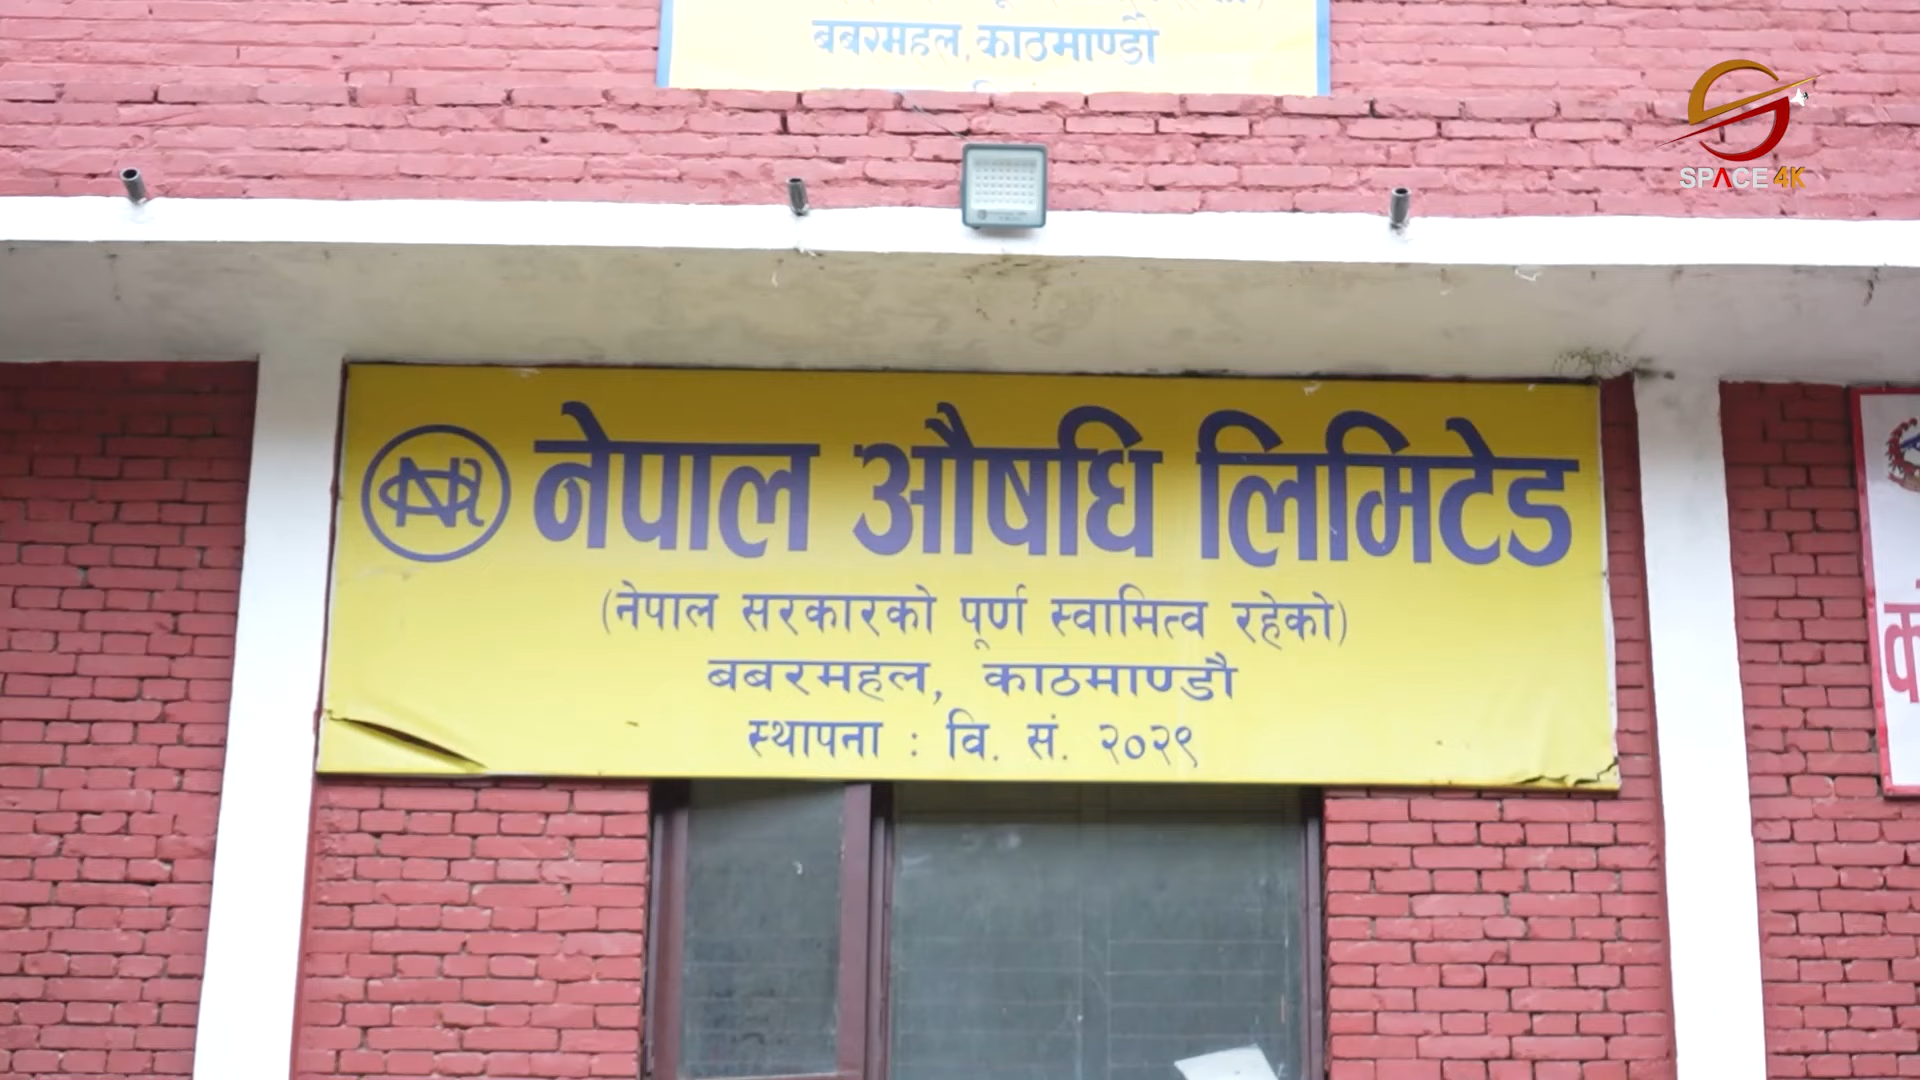 बबरमहल, काठमाण्डौ
SPACE 4K
नेपाल औषधि लिमिटेड
(नेपाल सरकारको पूर्ण स्वामित्व रहेको)
बबरमहल, काठमाण्डौ
स्थापना : वि. सं. २०२९